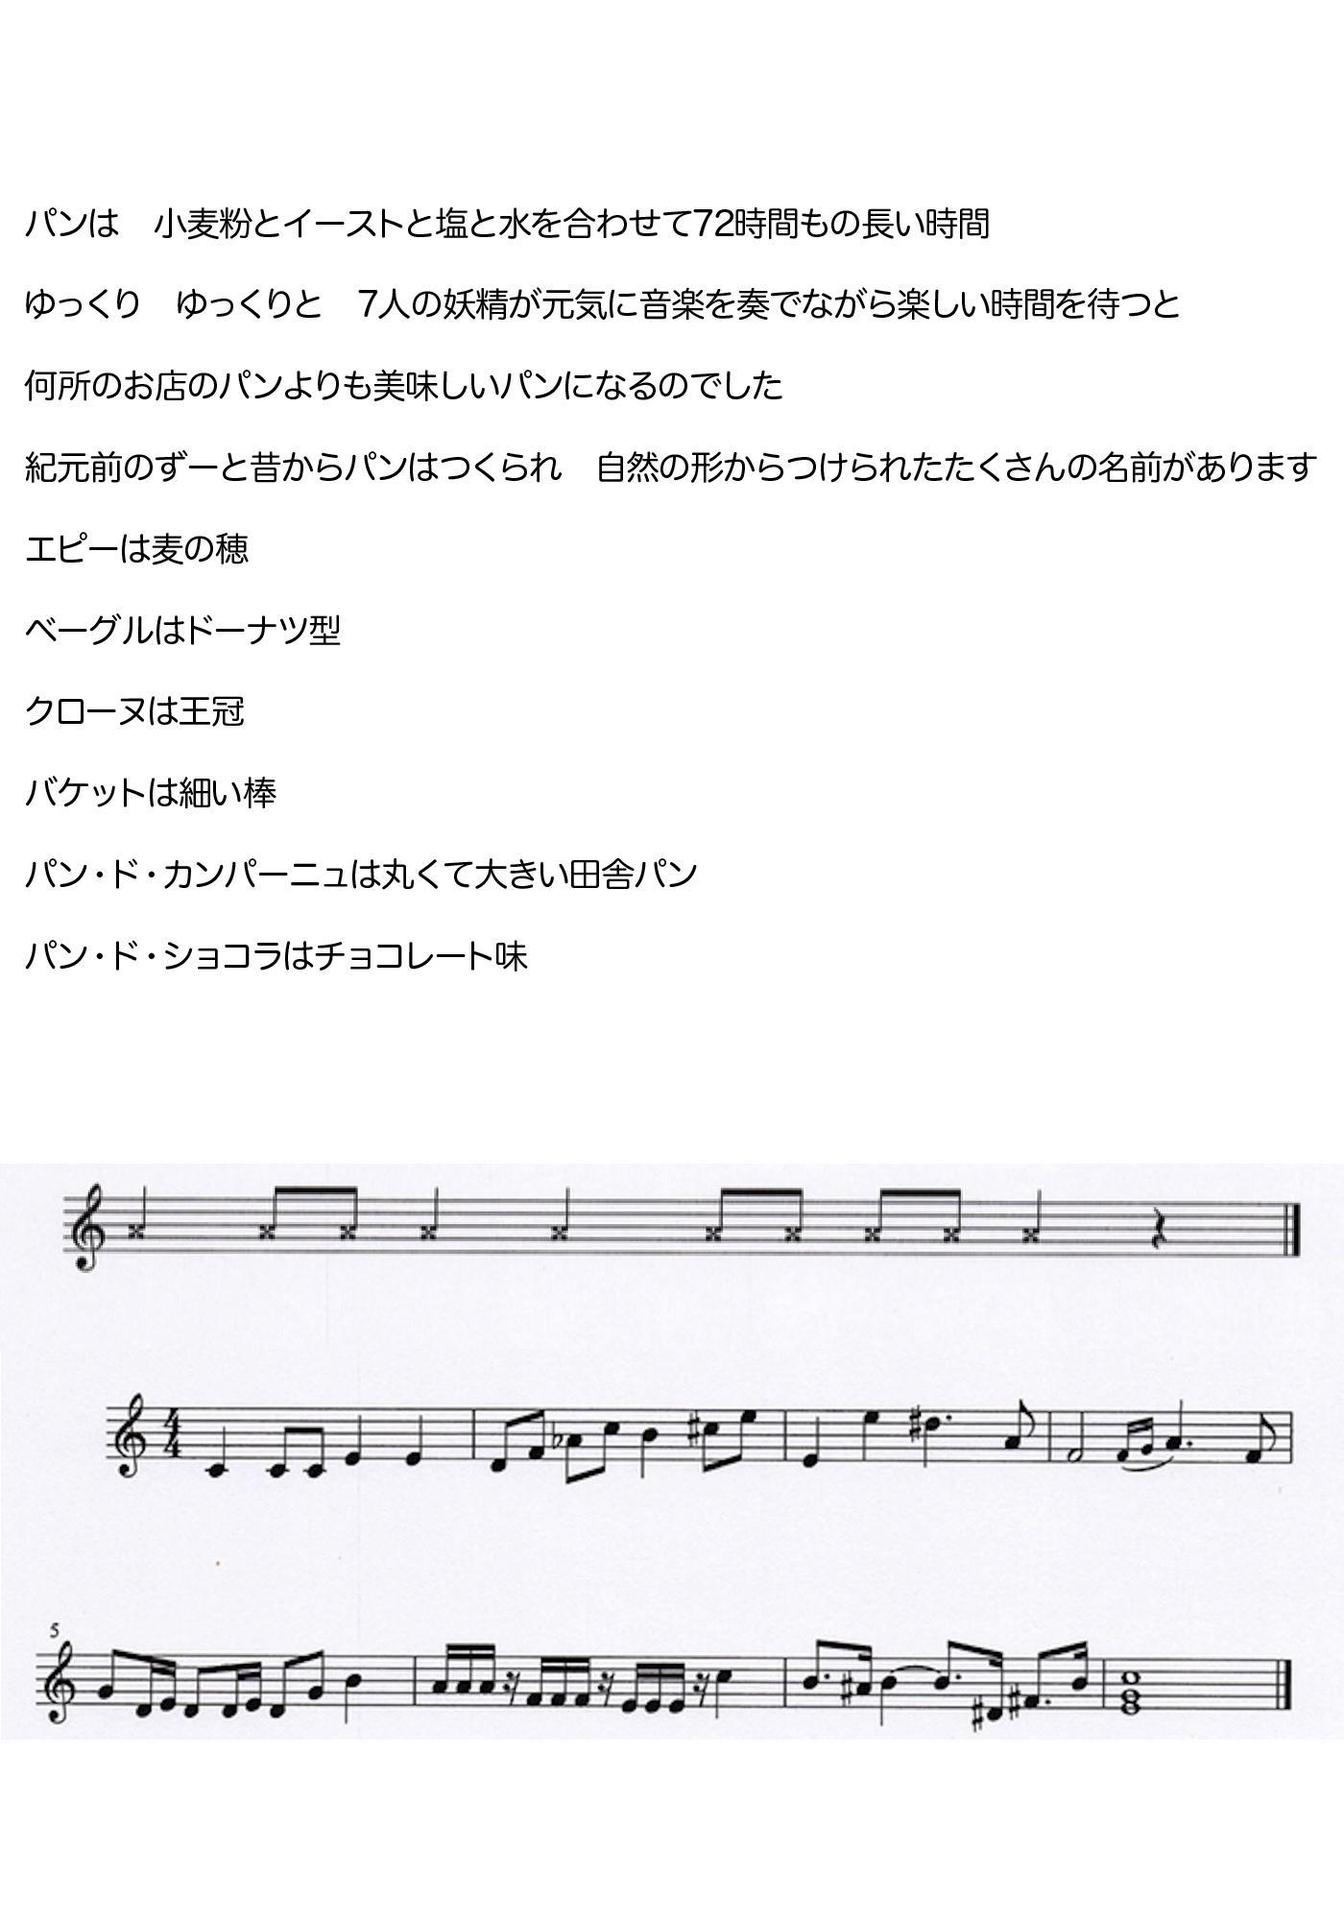 パンは　小麦粉とイーストと塩と水を合わせて72時間もの長い時間
ゆっくり　ゆっくりと　7人の妖精が元気に音楽を奏でながら楽しい時間を待つと
何所のお店のパンよりも美味しいパンになるのでした
紀元前のずーと昔からパンはつくられ　自然の形からつけられたたくさんの名前があります
エピーは麦の穂
ベーグルはドーナツ型
クローヌは王冠
バケットは細い棒
パン・ド・カンパーニュは丸くて大きい田舎パン
パン・ド・ショコラはチョコレート味
4
4
5